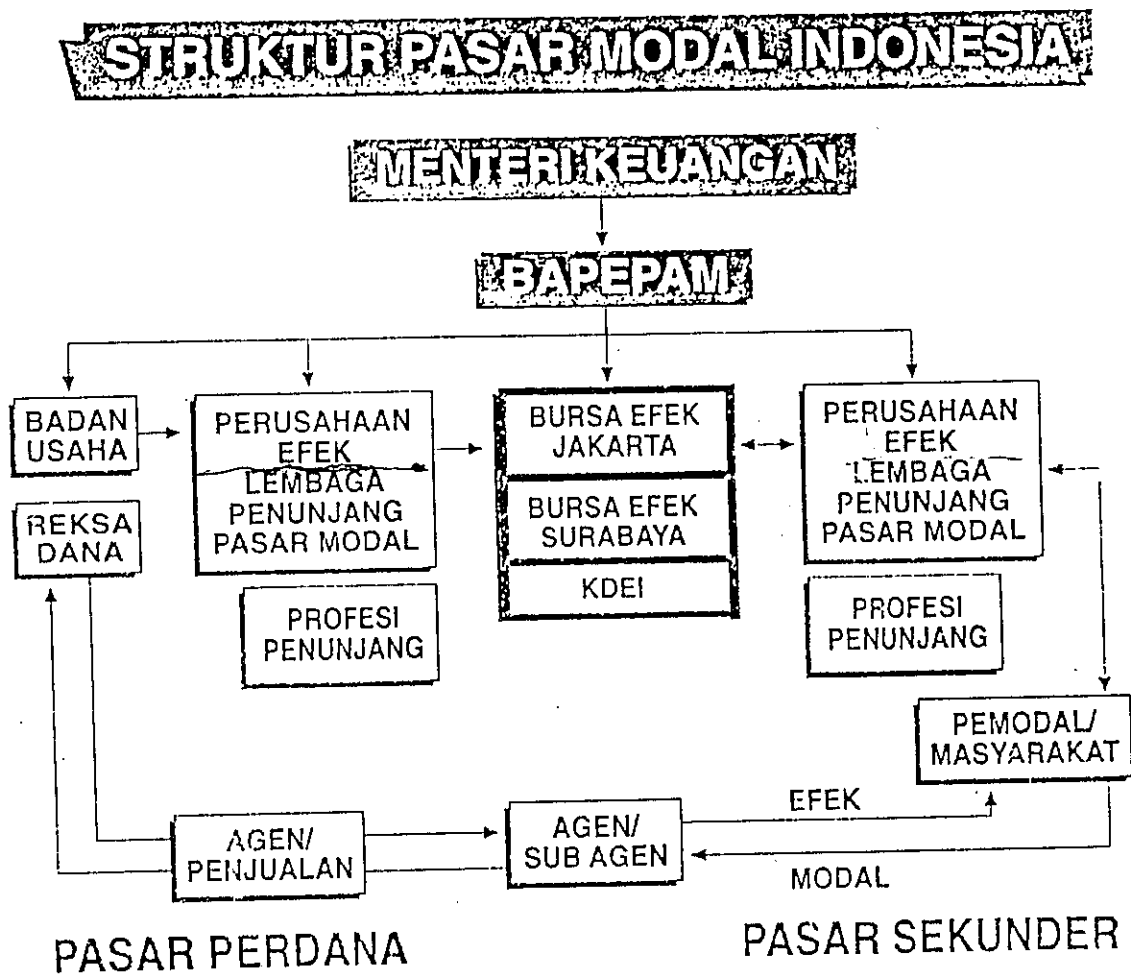 STRUKTUR PASAR MODAL INDONESIA
MENTERI KEUANGAN
BAPEPAM
BADAN
USAHA
PERUSAHAAN
EFEK
LEMBAGA
PENUNJANG
PASAR MODAL
BURSA EFEK
JAKARTA
BURSA EFEK
SURABAYA
KDEI
PERUSAHAAN
EFEK
LEMBAGA
PENUNJANG
PASAR MODAL
REKSA
DANA
PROFESI
PENUNJANG
PROFESI
PENUNJANG
PEMODAL/
MASYARAKAT
AGEN/
PENJUALAN
AGEN/
SUB AGEN
EFEK
MODAL
PASAR PERDANA
PASAR SEKUNDER